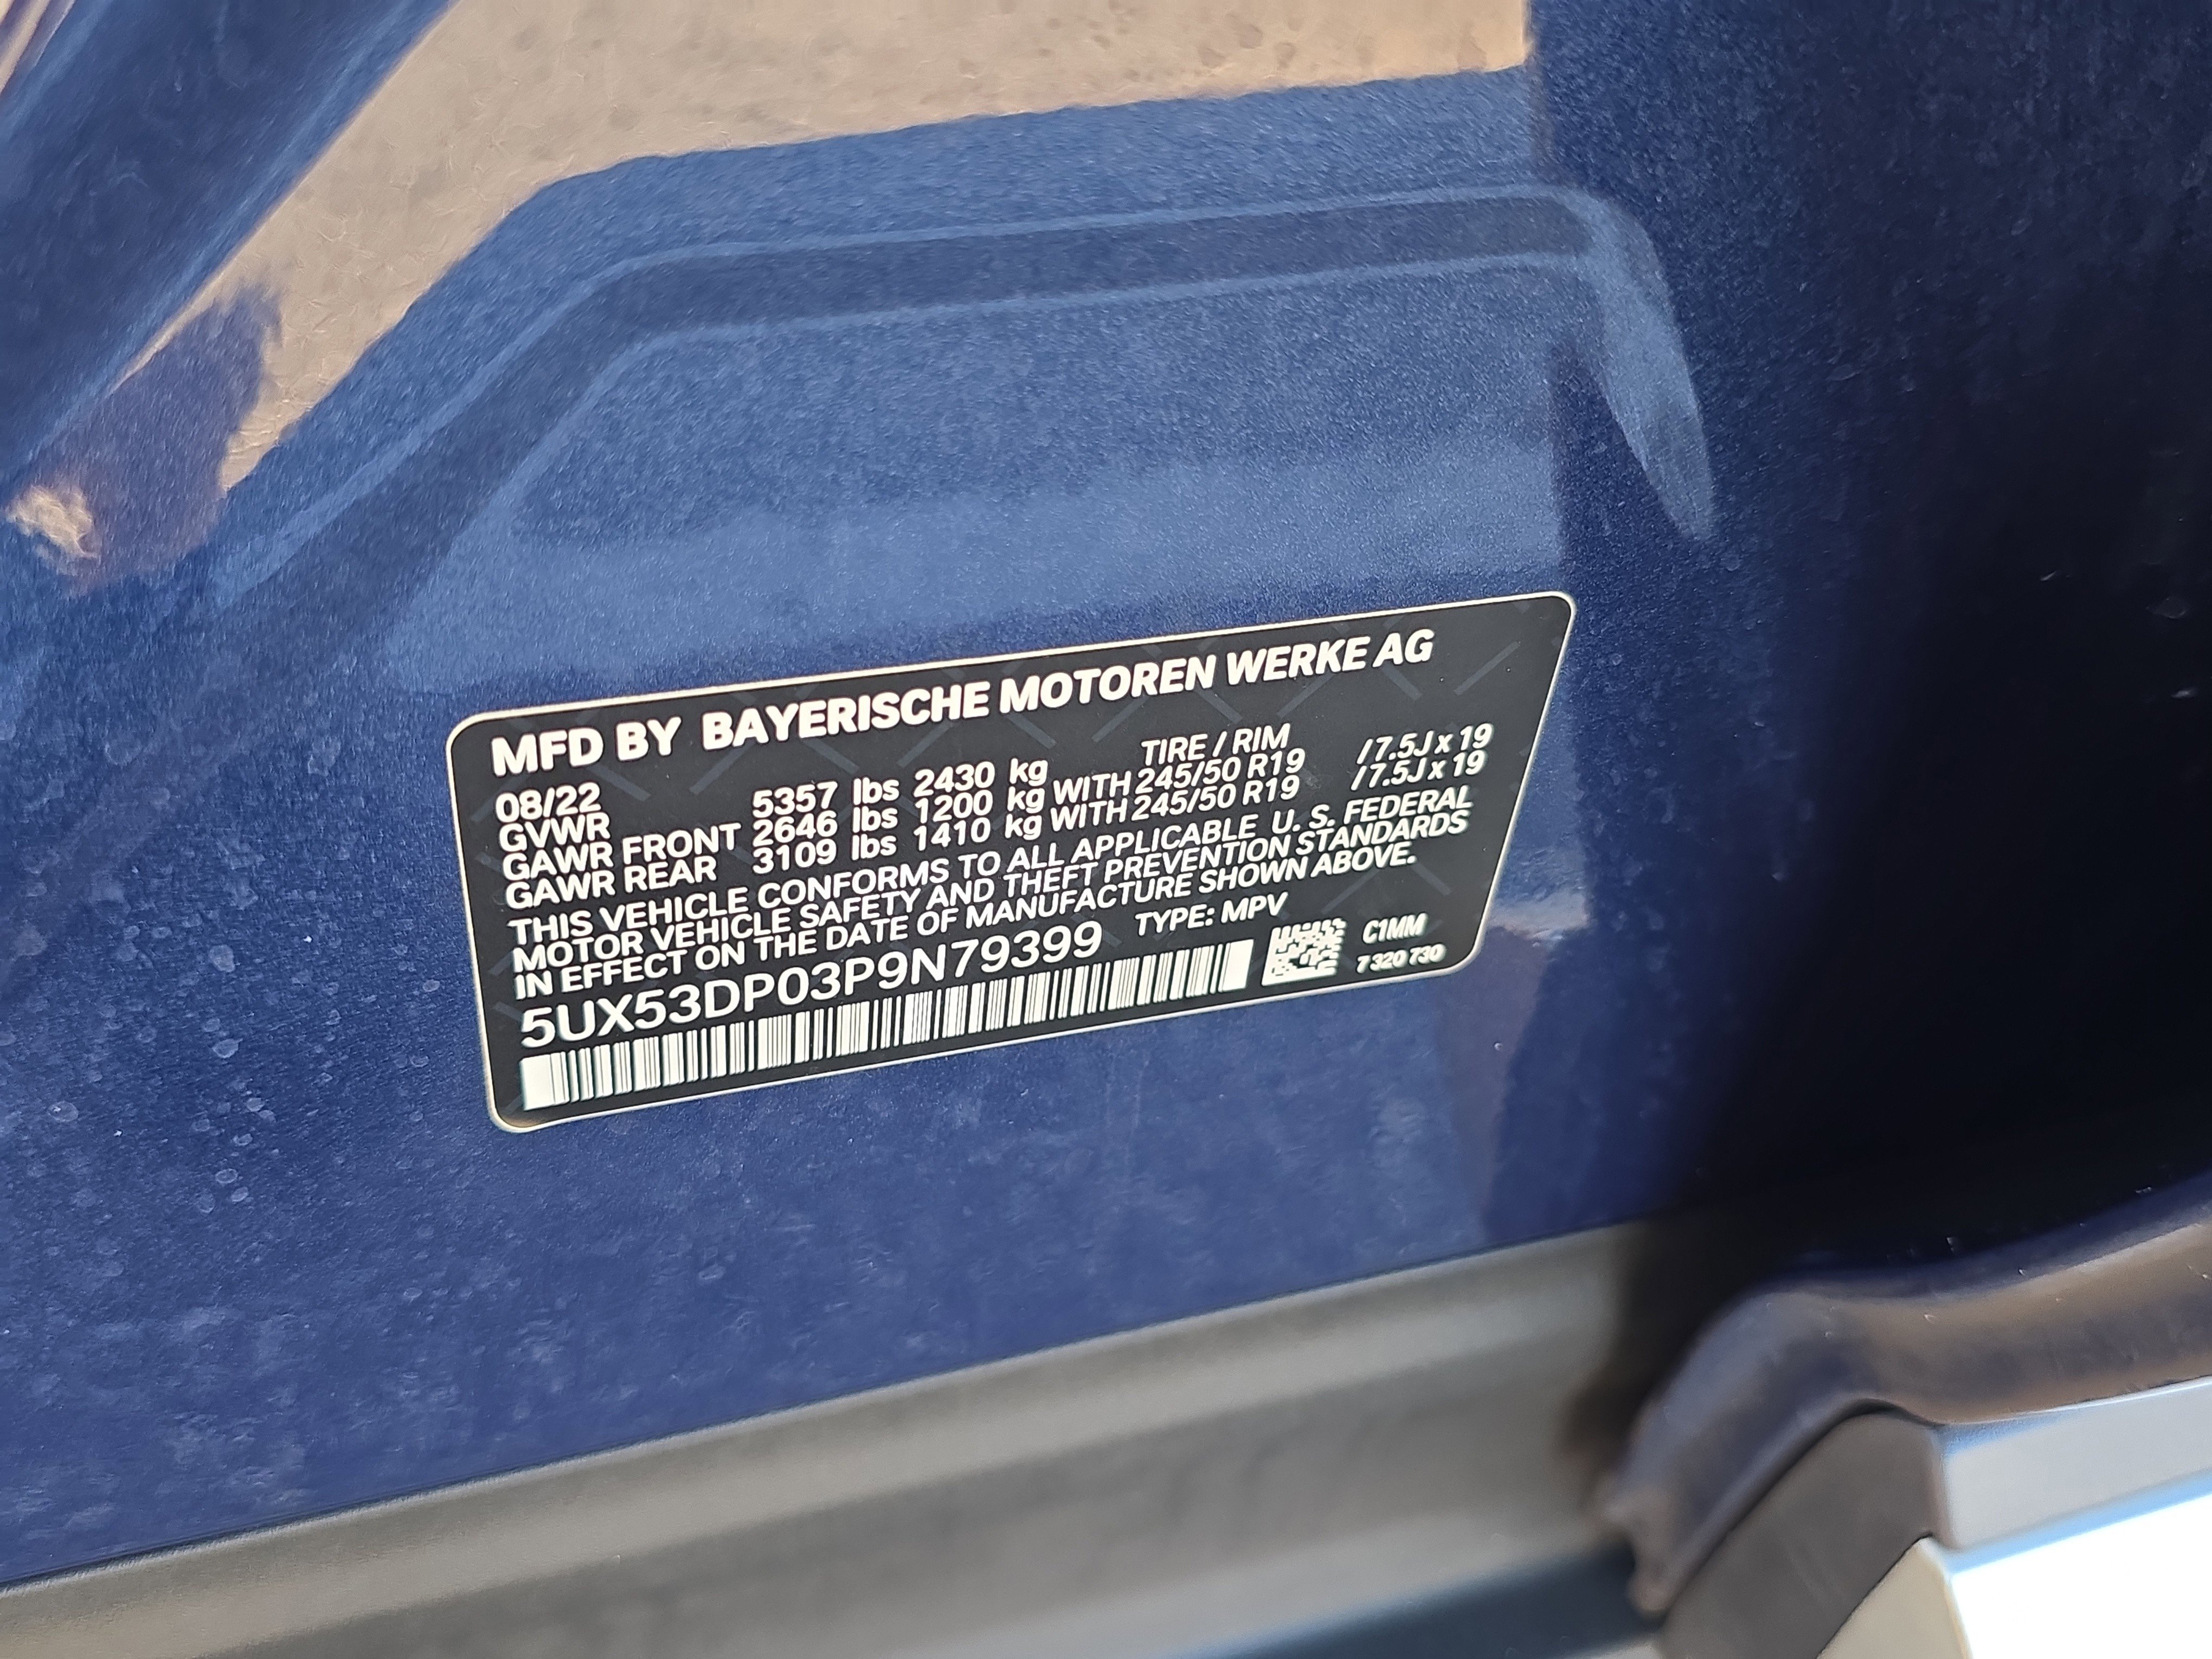 MFD BY BAYERISCHE MOTOREN WERKE AG
08/22 TIRE / RIM
GVWR 5357 lbs 2430 kg
GAWR FRONT 2646 lbs 1200 kg WITH 245/50 R19 / 7.5J x 19
GAWR REAR 3109 lbs 1410 kg WITH 245/50 R19 / 7.5J x 19
THIS VEHICLE CONFORMS TO ALL APPLICABLE U. S. FEDERAL
MOTOR VEHICLE SAFETY AND THEFT PREVENTION STANDARDS
IN EFFECT ON THE DATE OF MANUFACTURE SHOWN ABOVE.
5UX53DP03P9N79399 TYPE: MPV
C1MM
7 320 730